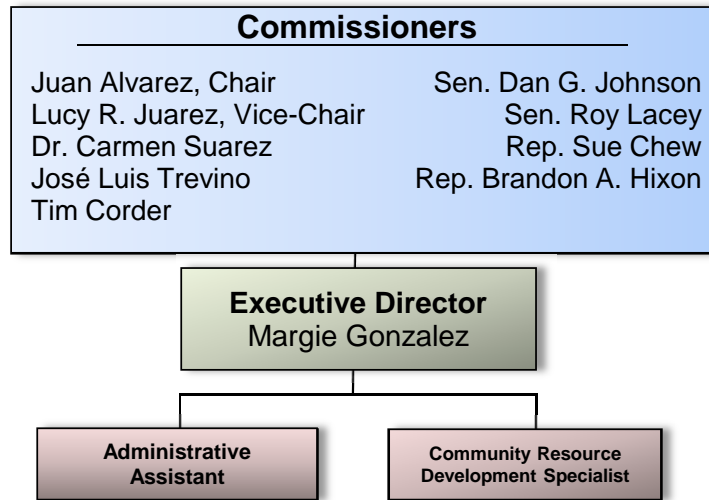 Commissioners
Juan Alvarez, Chair
Lucy R. Juarez, Vice-Chair
Dr. Carmen Suarez
José Luis Trevino
Tim Corder
Sen. Dan G. Johnson
Sen. Roy Lacey
Rep. Sue Chew
Rep. Brandon A. Hixon
Executive Director
Margie Gonzalez
Administrative
Assistant
Community Resource
Development Specialist